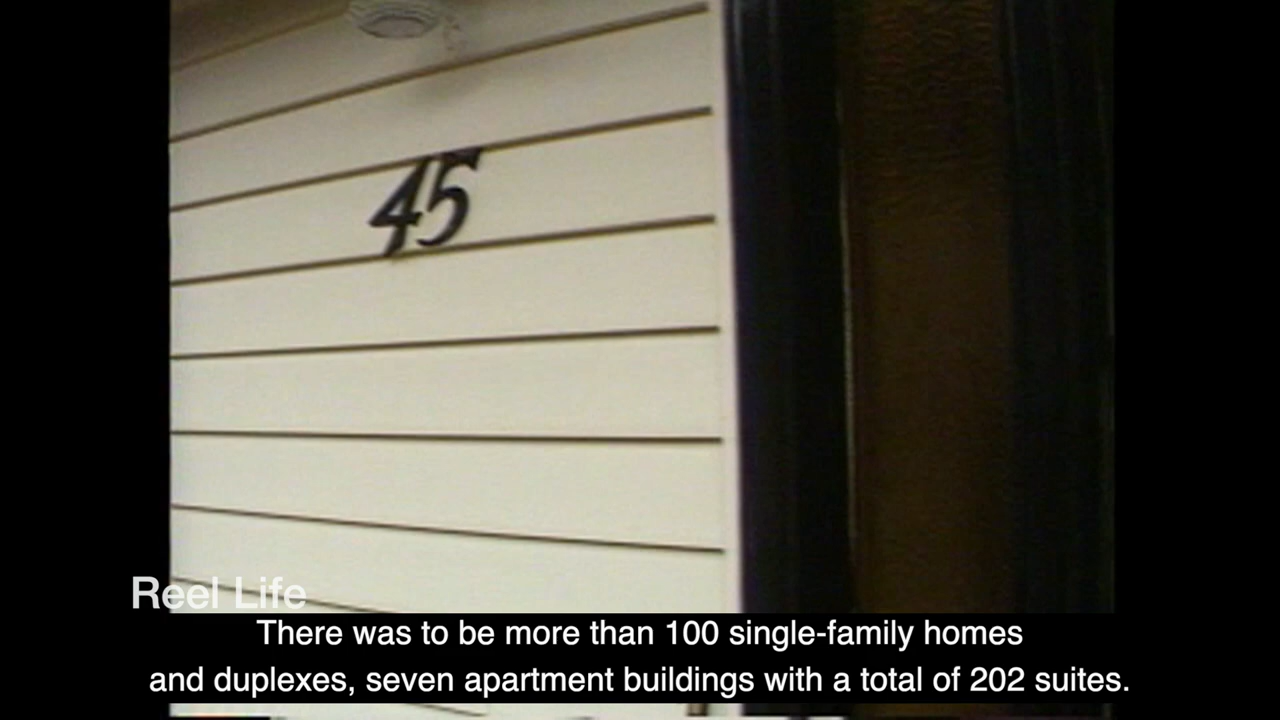 45
Reel Life
There was to be more than 100 single-family homes
and duplexes, seven apartment buildings with a total of 202 suites.